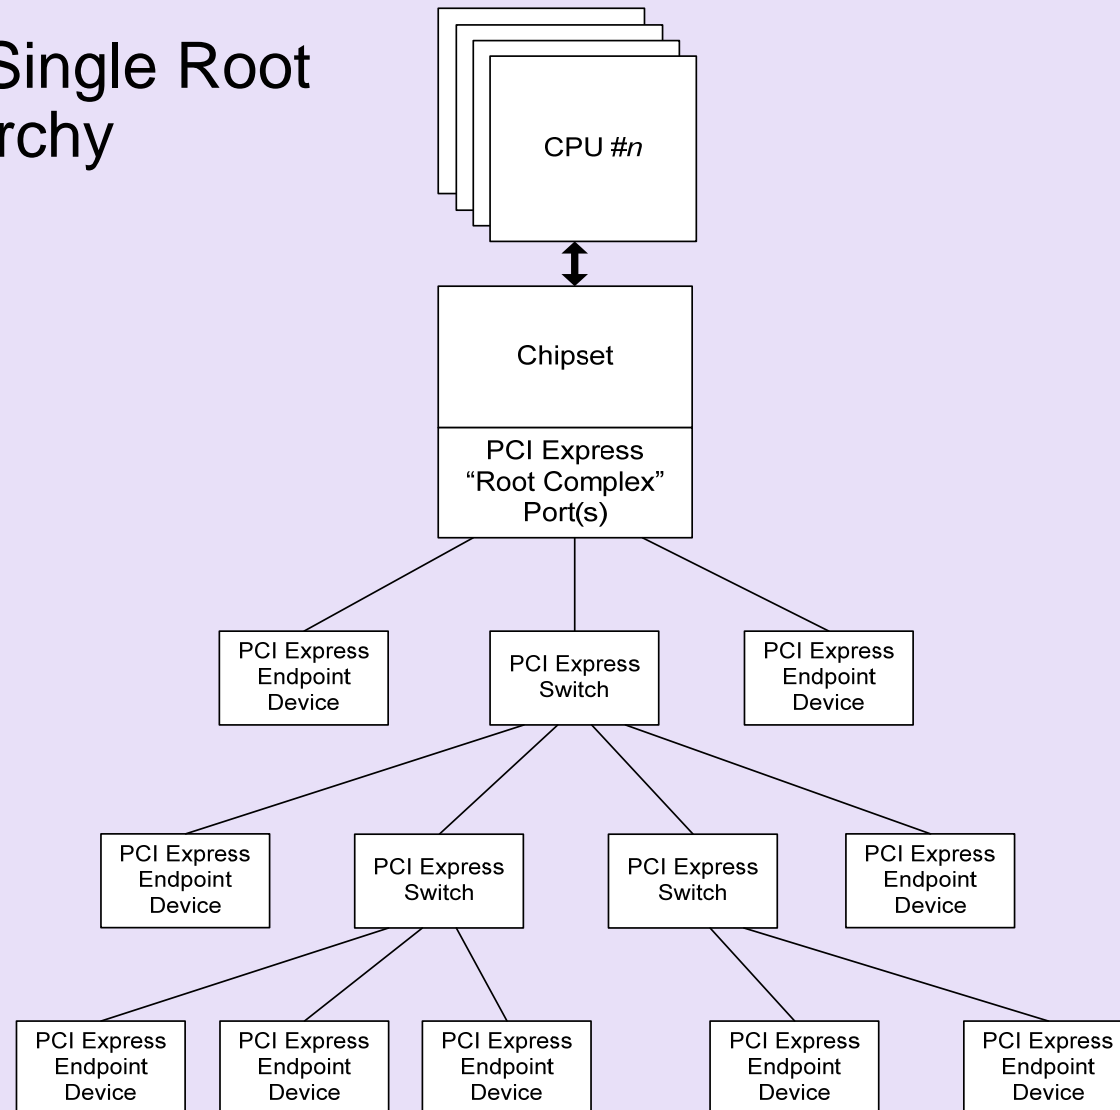 Single Root
rchy
CPU #n
Chipset
PCI Express
“Root Complex”
Port(s)
PCI Express
Endpoint
Device
PCI Express
Switch
PCI Express
Endpoint
Device
PCI Express
Endpoint
Device
PCI Express
Switch
PCI Express
Switch
PCI Express
Endpoint
Device
PCI Express
Endpoint
Device
PCI Express
Endpoint
Device
PCI Express
Endpoint
Device
PCI Express
Endpoint
Device
PCI Express
Endpoint
Device